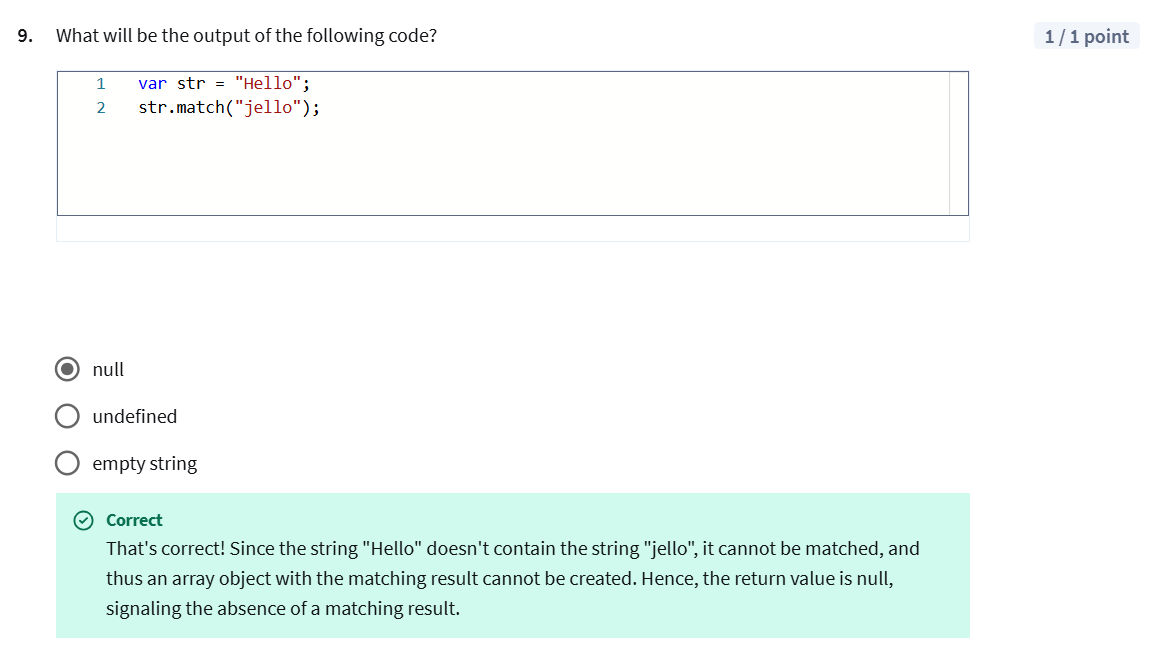 9. What will be the output of the following code?
1 / 1 point
1 var str = "Hello";
2 str.match("jello");
null
undefined
empty string
Correct
That's correct! Since the string "Hello" doesn't contain the string "jello", it cannot be matched, and
thus an array object with the matching result cannot be created. Hence, the return value is null,
signaling the absence of a matching result.